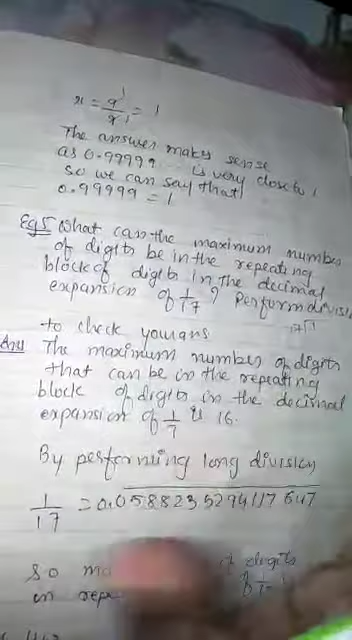 x = 9/9 = 1
The answer makes sense
as 0.99999 is very close to 1
so we can say that
0.99999 = 1
Eg5 What can the maximum number
of digits be in the repeating
block of digits in the decimal
expansion of 1/17 ? Perform division
to check your ans
Ans The maximum number of digits
that can be in the repeating
block of digits in the decimal
expansion of 1/7 is 16.
By performing long division
1/17 = 0.0588235294117647
So of digits
in